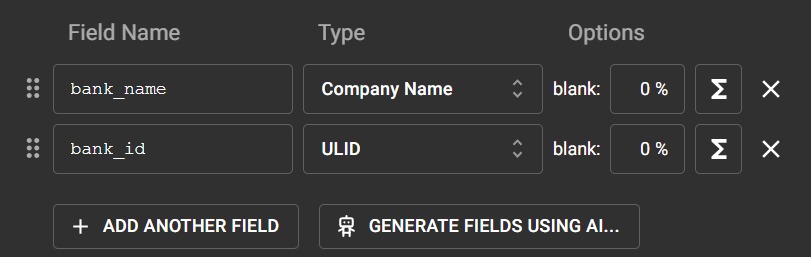 Field Name Type Options
bank_name Company Name blank: 0 % Σ
bank_id ULID blank: 0 % Σ
+ ADD ANOTHER FIELD GENERATE FIELDS USING AI...